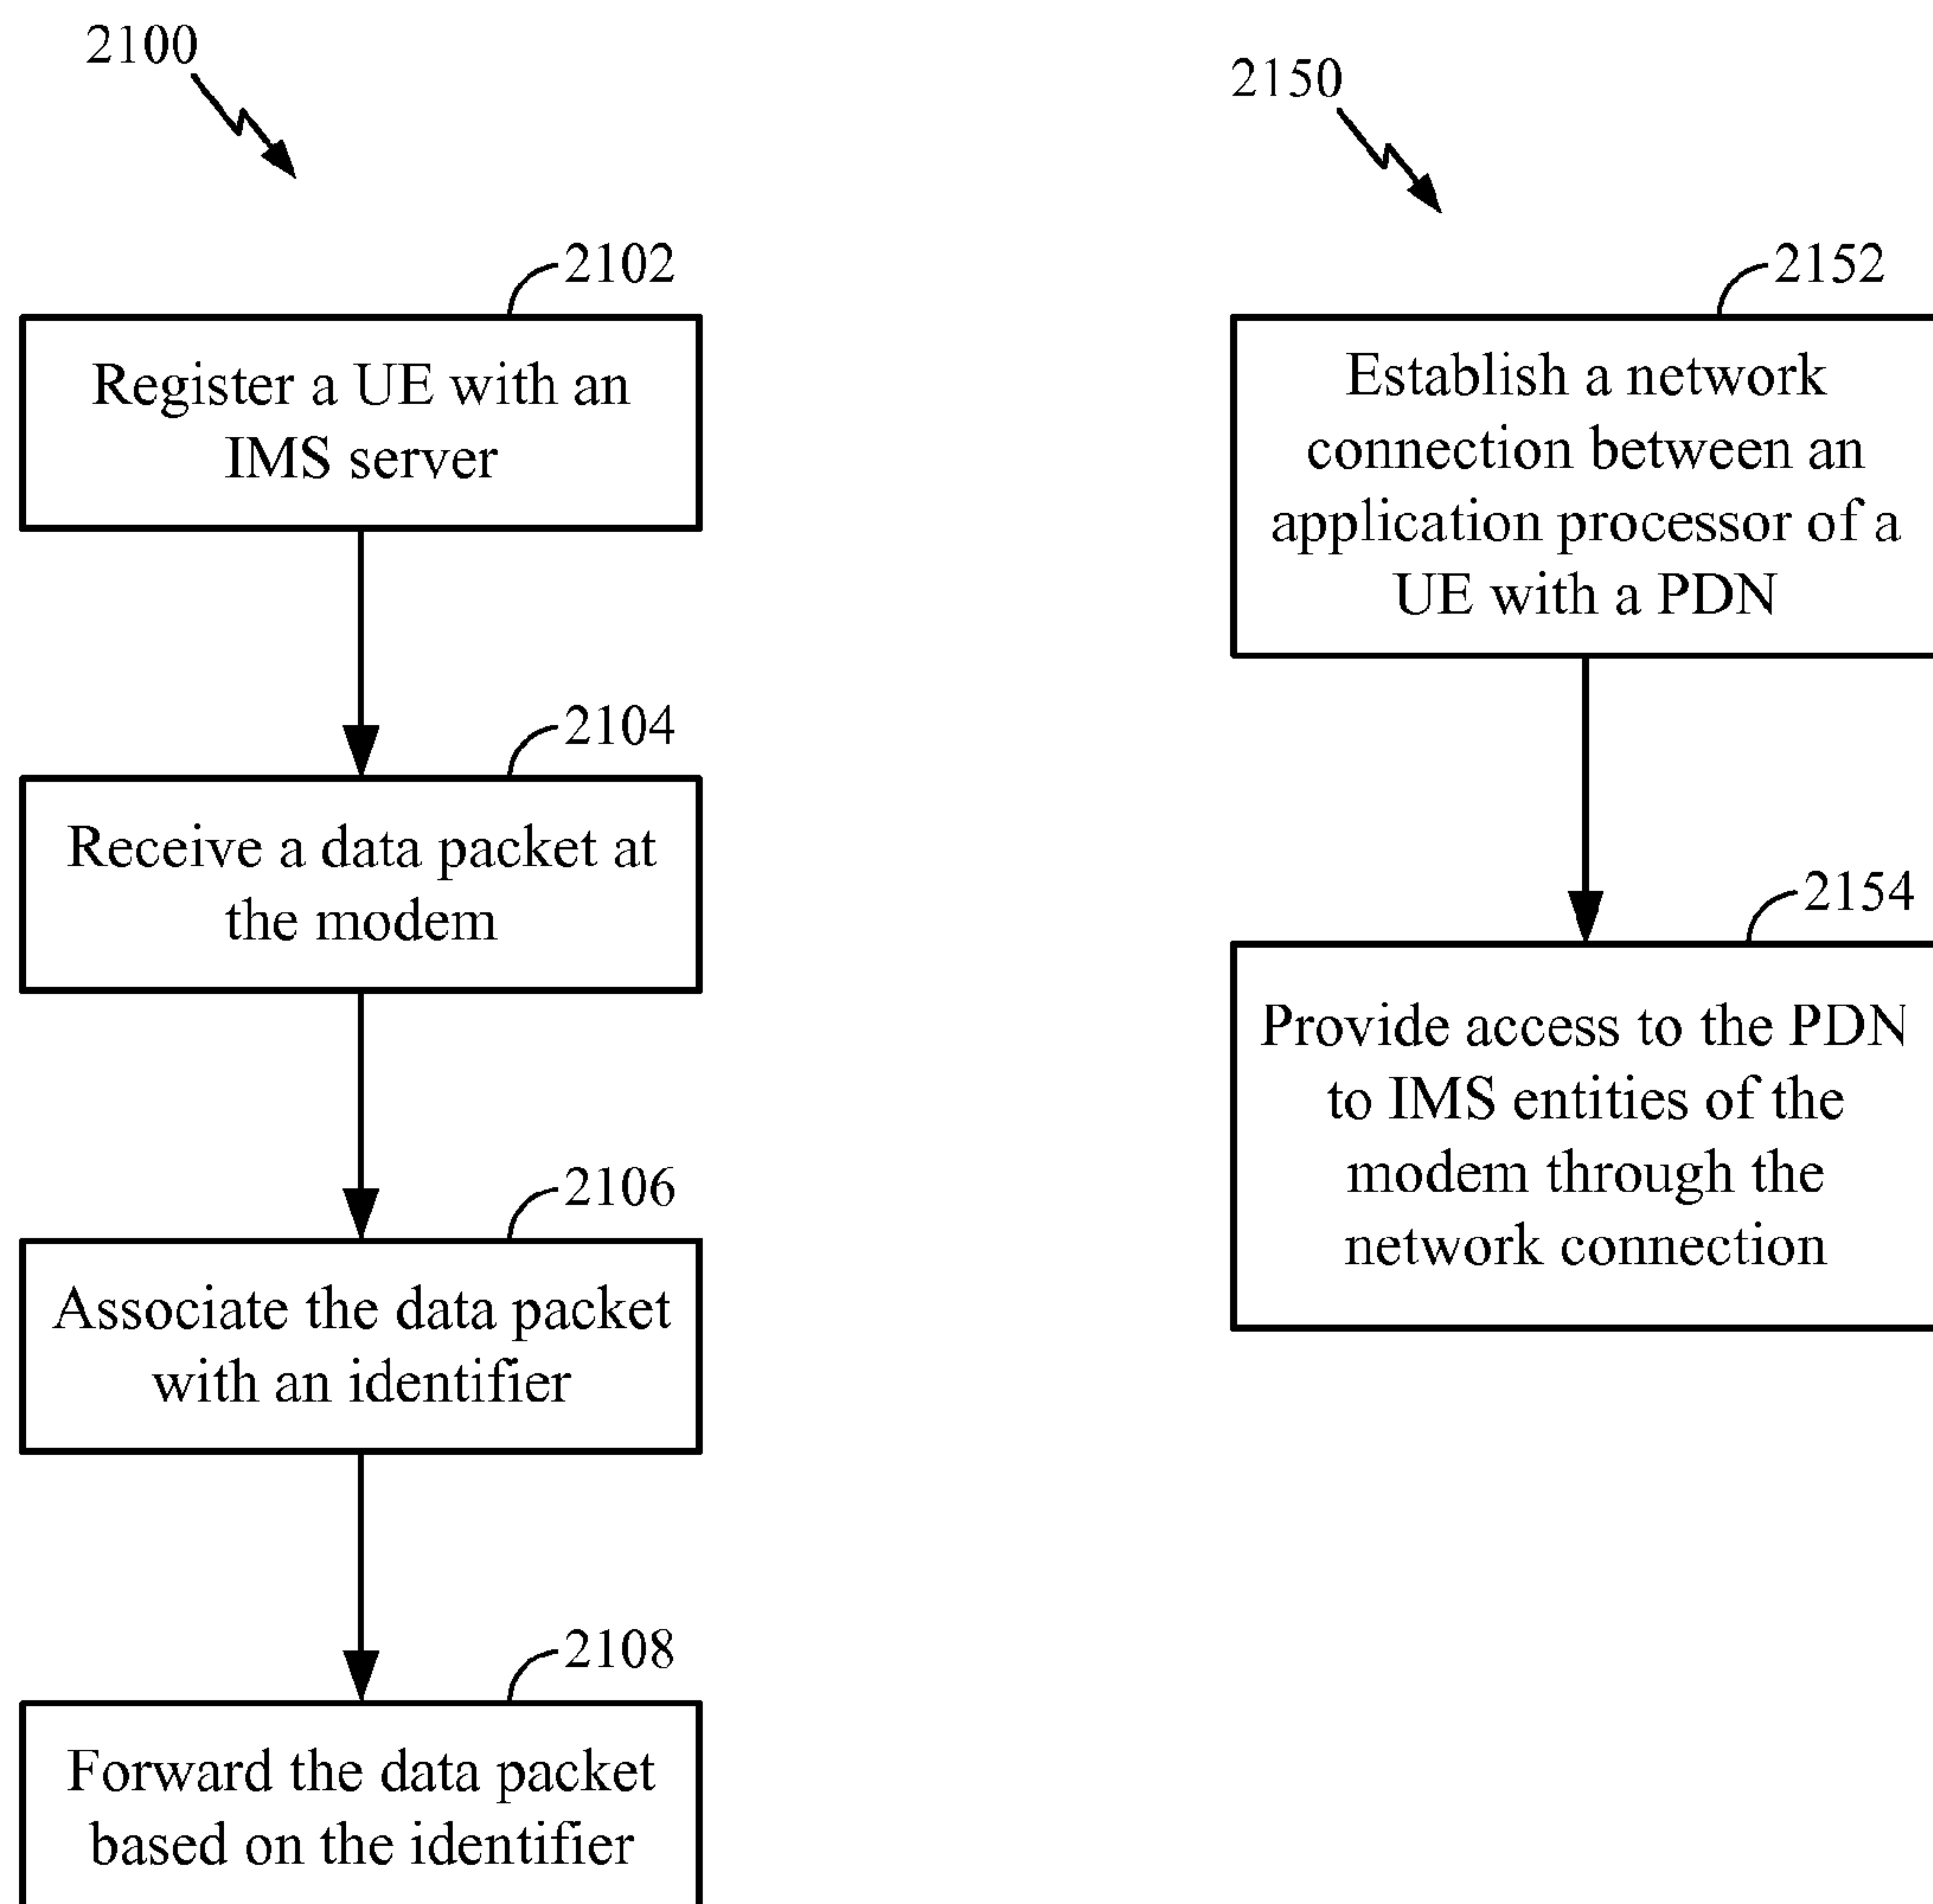 2100
2102
Register a UE with an
IMS server
2104
Receive a data packet at
the modem
2106
Associate the data packet
with an identifier
2108
Forward the data packet
based on the identifier
2150
2152
Establish a network
connection between an
application processor of a
UE with a PDN
2154
Provide access to the PDN
to IMS entities of the
modem through the
network connection